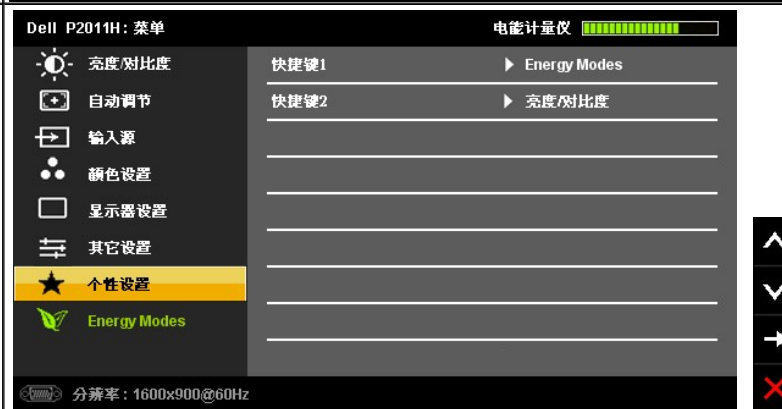 Dell P2011H: 菜单
电能计量仪
亮度/对比度
快捷键1
Energy Modes
自动调节
快捷键2
亮度/对比度
输入源
颜色设置
显示器设置
其它设置
个性设置
Energy Modes
分辨率: 1600x900@60Hz